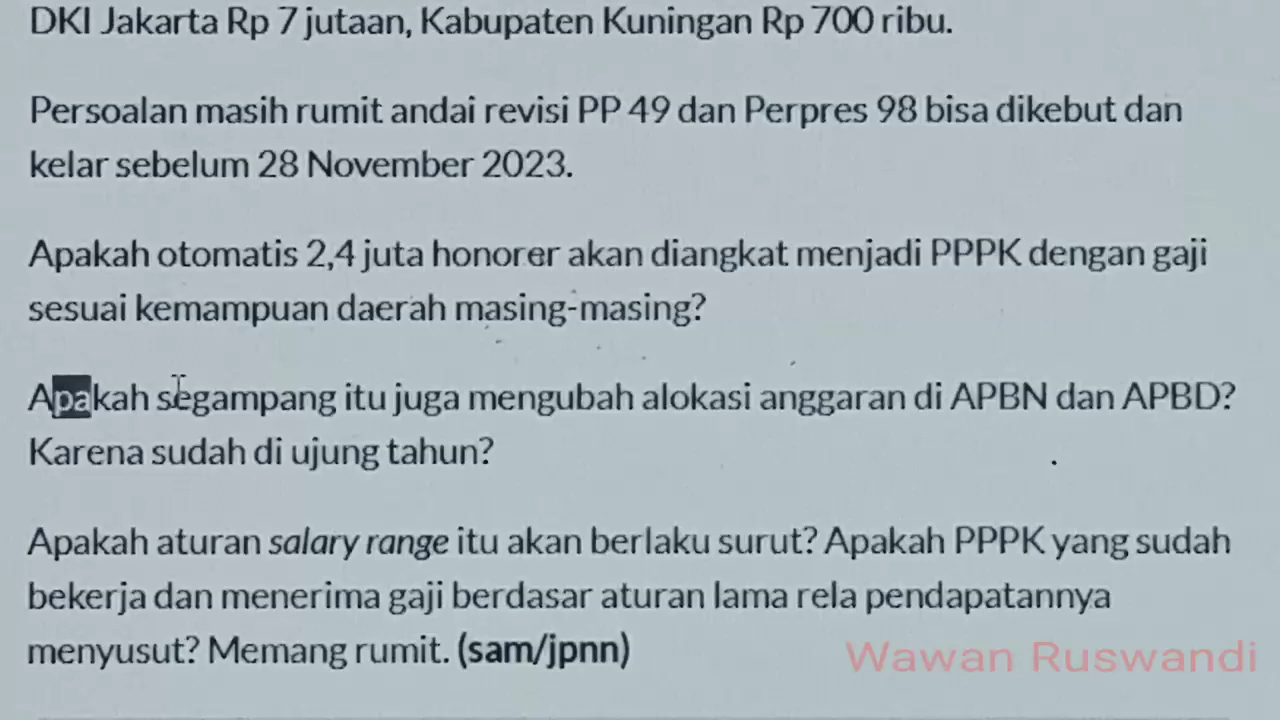 DKI Jakarta Rp 7 jutaan, Kabupaten Kuningan Rp 700 ribu.
Persoalan masih rumit andai revisi PP 49 dan Perpres 98 bisa dikebut dan
kelar sebelum 28 November 2023.
Apakah otomatis 2,4 juta honorer akan diangkat menjadi PPPK dengan gaji
sesuai kemampuan daerah masing-masing?
Apakah segampang itu juga mengubah alokasi anggaran di APBN dan APBD?
Karena sudah di ujung tahun?
Apakah aturan salary range itu akan berlaku surut? Apakah PPPK yang sudah
bekerja dan menerima gaji berdasar aturan lama rela pendapatannya
menyusut? Memang rumit. (sam/jpnn)
Wawan Ruswandi